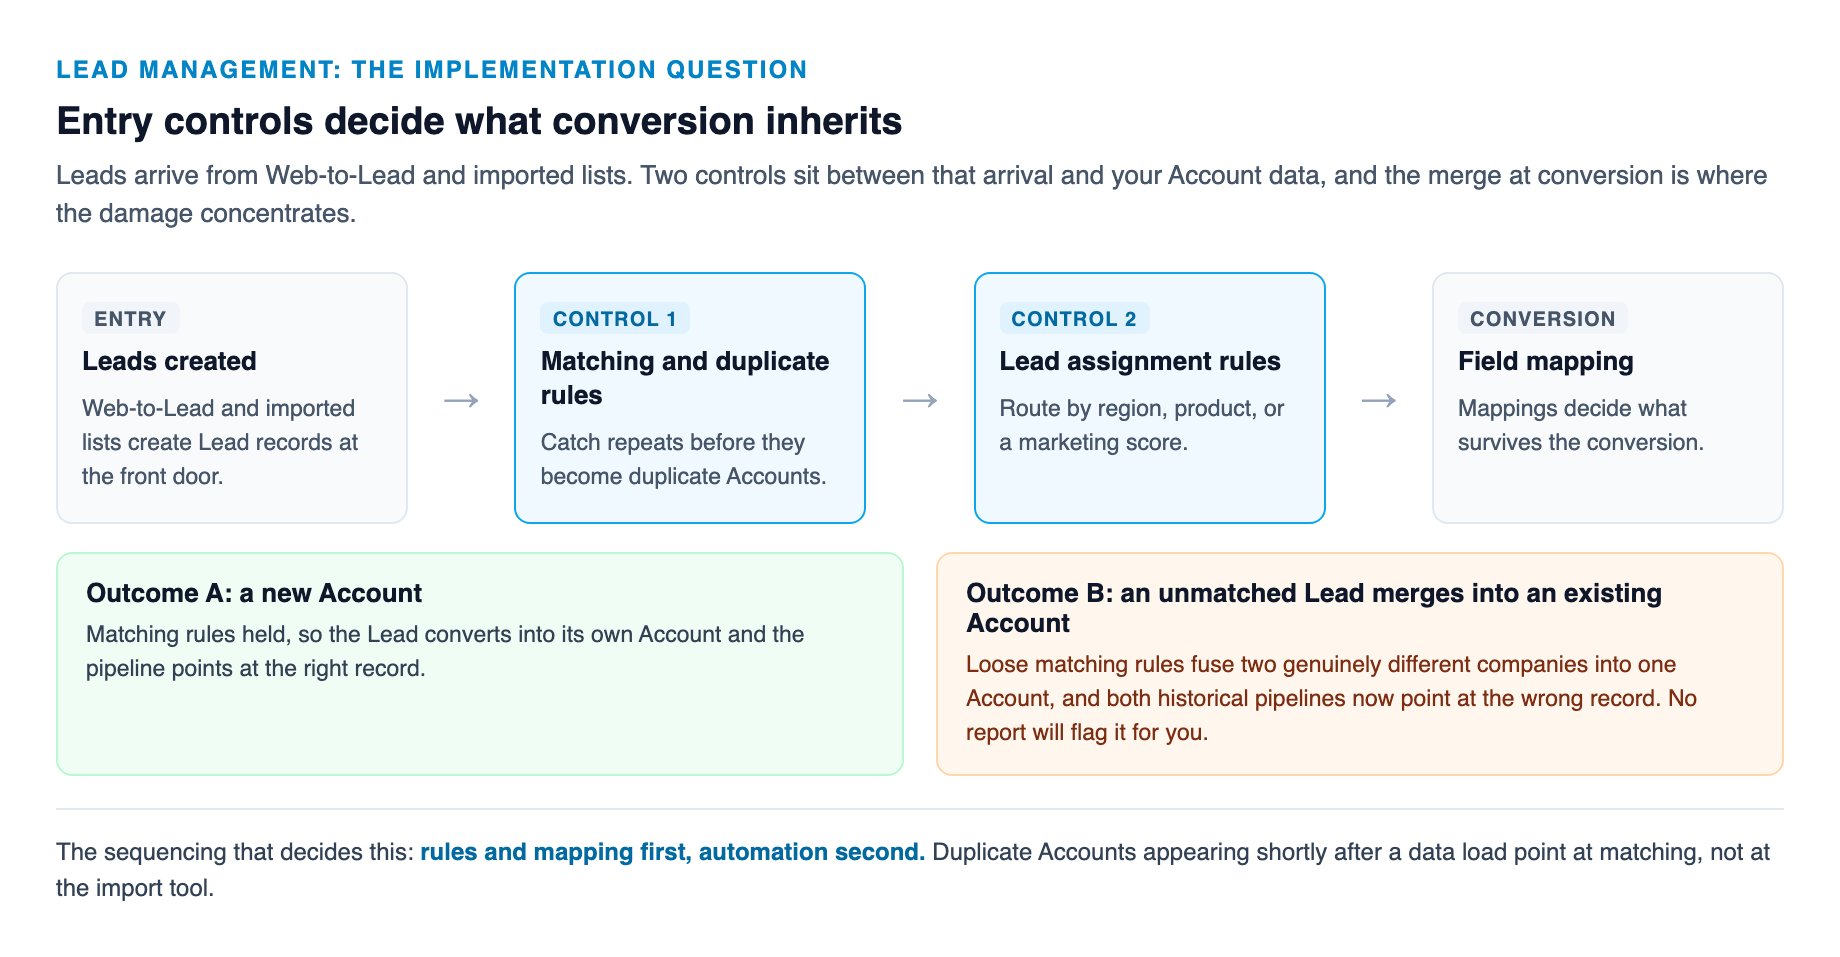 LEAD MANAGEMENT: THE IMPLEMENTATION QUESTION
Entry controls decide what conversion inherits
Leads arrive from Web-to-Lead and imported lists. Two controls sit between that arrival and your Account data, and the merge at conversion is where
the damage concentrates.
ENTRY
Leads created
Web-to-Lead and imported
lists create Lead records at
the front door.
→
CONTROL 1
Matching and duplicate
rules
Catch repeats before they
become duplicate Accounts.
→
CONTROL 2
Lead assignment rules
Route by region, product, or
a marketing score.
→
CONVERSION
Field mapping
Mappings decide what
survives the conversion.
Outcome A: a new Account
Matching rules held, so the Lead converts into its own Account and the
pipeline points at the right record.
Outcome B: an unmatched Lead merges into an existing
Account
Loose matching rules fuse two genuinely different companies into one
Account, and both historical pipelines now point at the wrong record. No
report will flag it for you.
The sequencing that decides this: rules and mapping first, automation second. Duplicate Accounts appearing shortly after a data load point at matching, not at
the import tool.